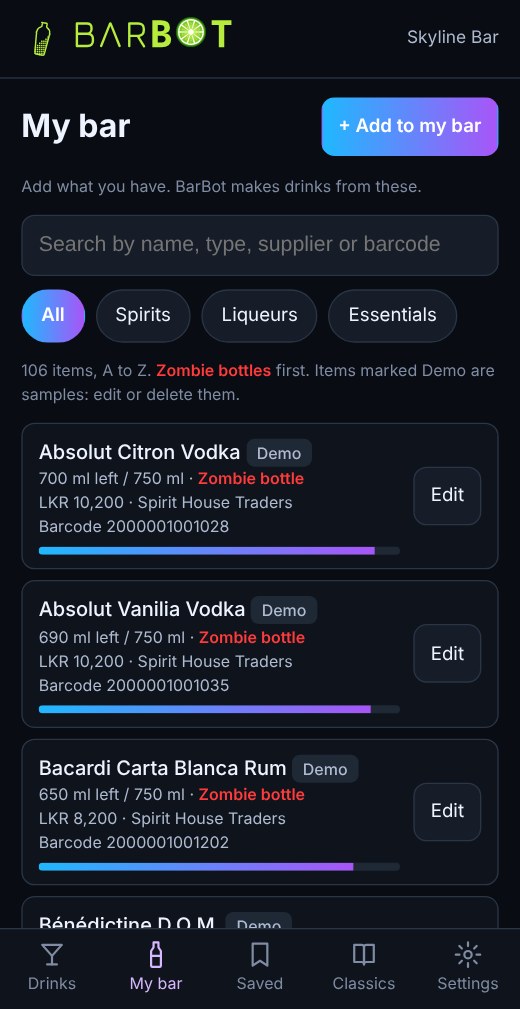 BARBOT
Skyline Bar
My bar
+ Add to my bar
Add what you have. BarBot makes drinks from these.
Search by name, type, supplier or barcode
All
Spirits
Liqueurs
Essentials
106 items, A to Z. Zombie bottles first. Items marked Demo are
samples: edit or delete them.
Absolut Citron Vodka Demo
700 ml left / 750 ml · Zombie bottle
LKR 10,200 · Spirit House Traders
Barcode 2000001001028
Edit
Absolut Vanilia Vodka Demo
690 ml left / 750 ml · Zombie bottle
LKR 10,200 · Spirit House Traders
Barcode 2000001001035
Edit
Bacardi Carta Blanca Rum Demo
650 ml left / 750 ml · Zombie bottle
LKR 8,200 · Spirit House Traders
Barcode 2000001001202
Edit
Bénédictine D.O.M. Demo
Drinks
My bar
Saved
Classics
Settings